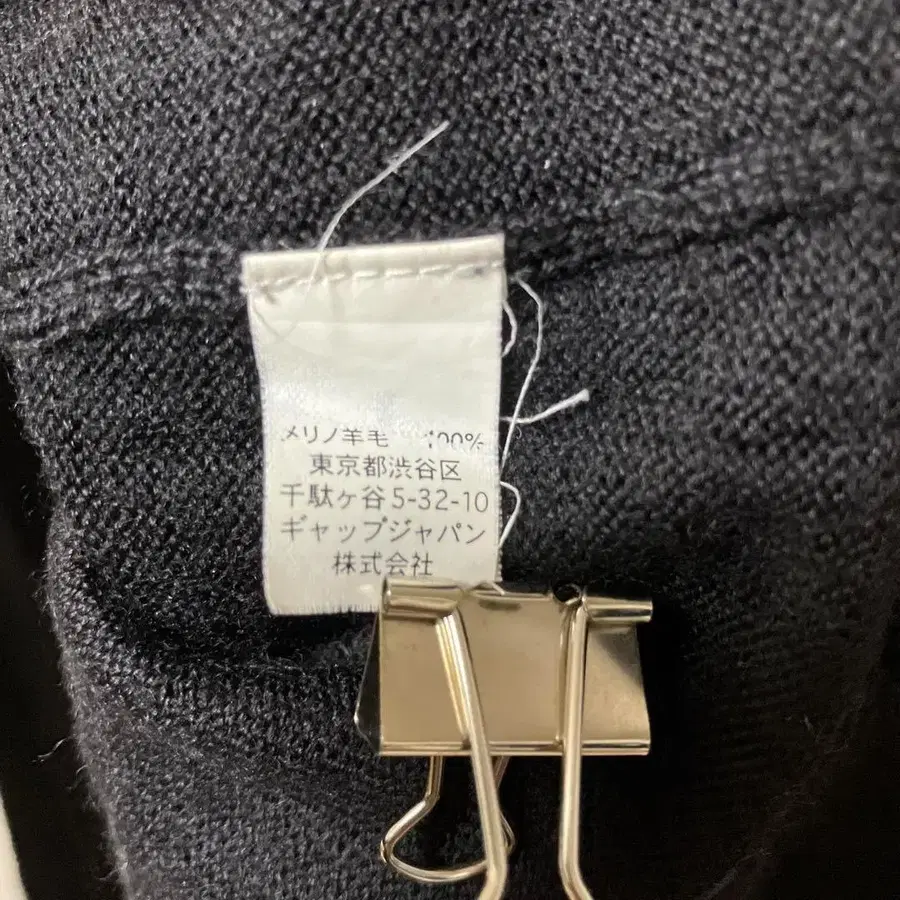 メリノ羊毛 100%
東京都渋谷区
千駄ヶ谷5-32-10
ギャップジャパン
株式会社